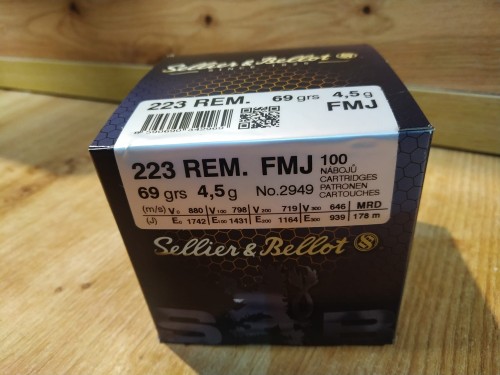 Sellier & Bellot S
223 REM. 69 grs 4,5 g
FMJ
223 REM. FMJ 100
NÁBOJŮ
CARTRIDGES
69 grs 4,5 g No.2949 PATRONEN
CARTOUCHES
(m/s) V0 880 V100 798 V200 719 V300 646 MRD
(J) E0 1742 E100 1431 E200 1164 E300 939 178 m
Sellier & Bellot S
S&B